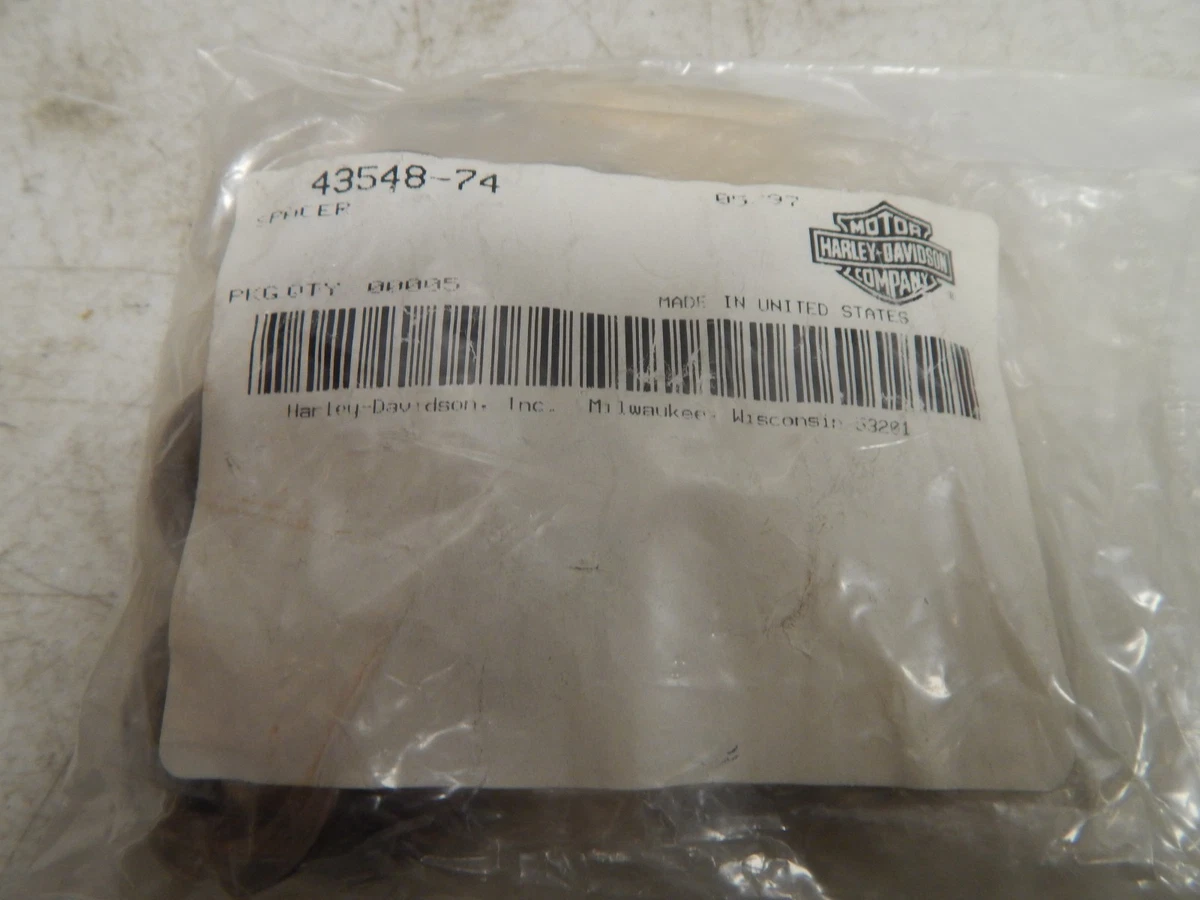 43548-74
05/97
SPACER
MOTOR
HARLEY-DAVIDSON
COMPANY
®
PKG QTY 00005
MADE IN UNITED STATES
Harley-Davidson, Inc. Milwaukee, Wisconsin 53201